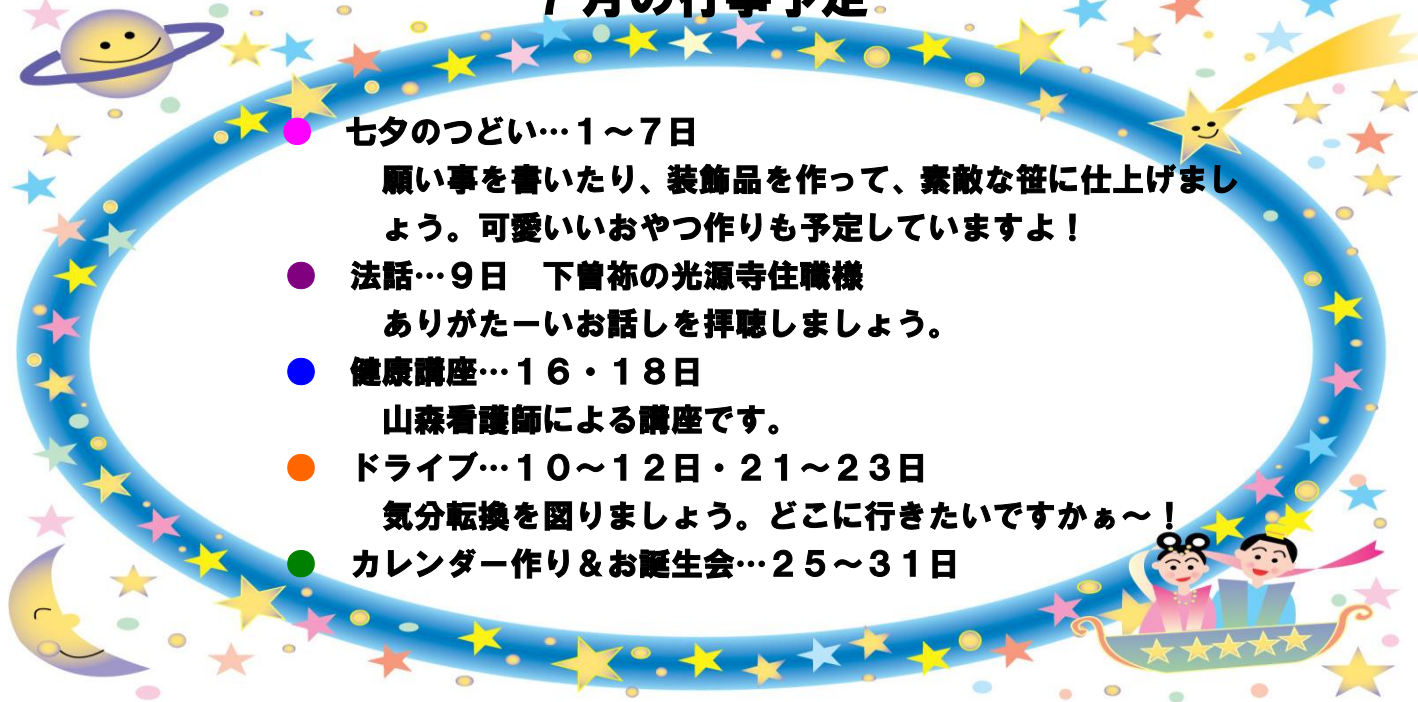 ７月の行事予定
● 七夕のつどい…１～７日
願い事を書いたり、装飾品を作って、素敵な笹に仕上げまし
ょう。可愛いいおやつ作りも予定していますよ！
● 法話…９日　下曽祢の光源寺住職様
ありがたーいお話しを拝聴しましょう。
● 健康講座…１６・１８日
山森看護師による講座です。
● ドライブ…１０～１２日・２１～２３日
気分転換を図りましょう。どこに行きたいですかぁ～！
● カレンダー作り＆お誕生会…２５～３１日